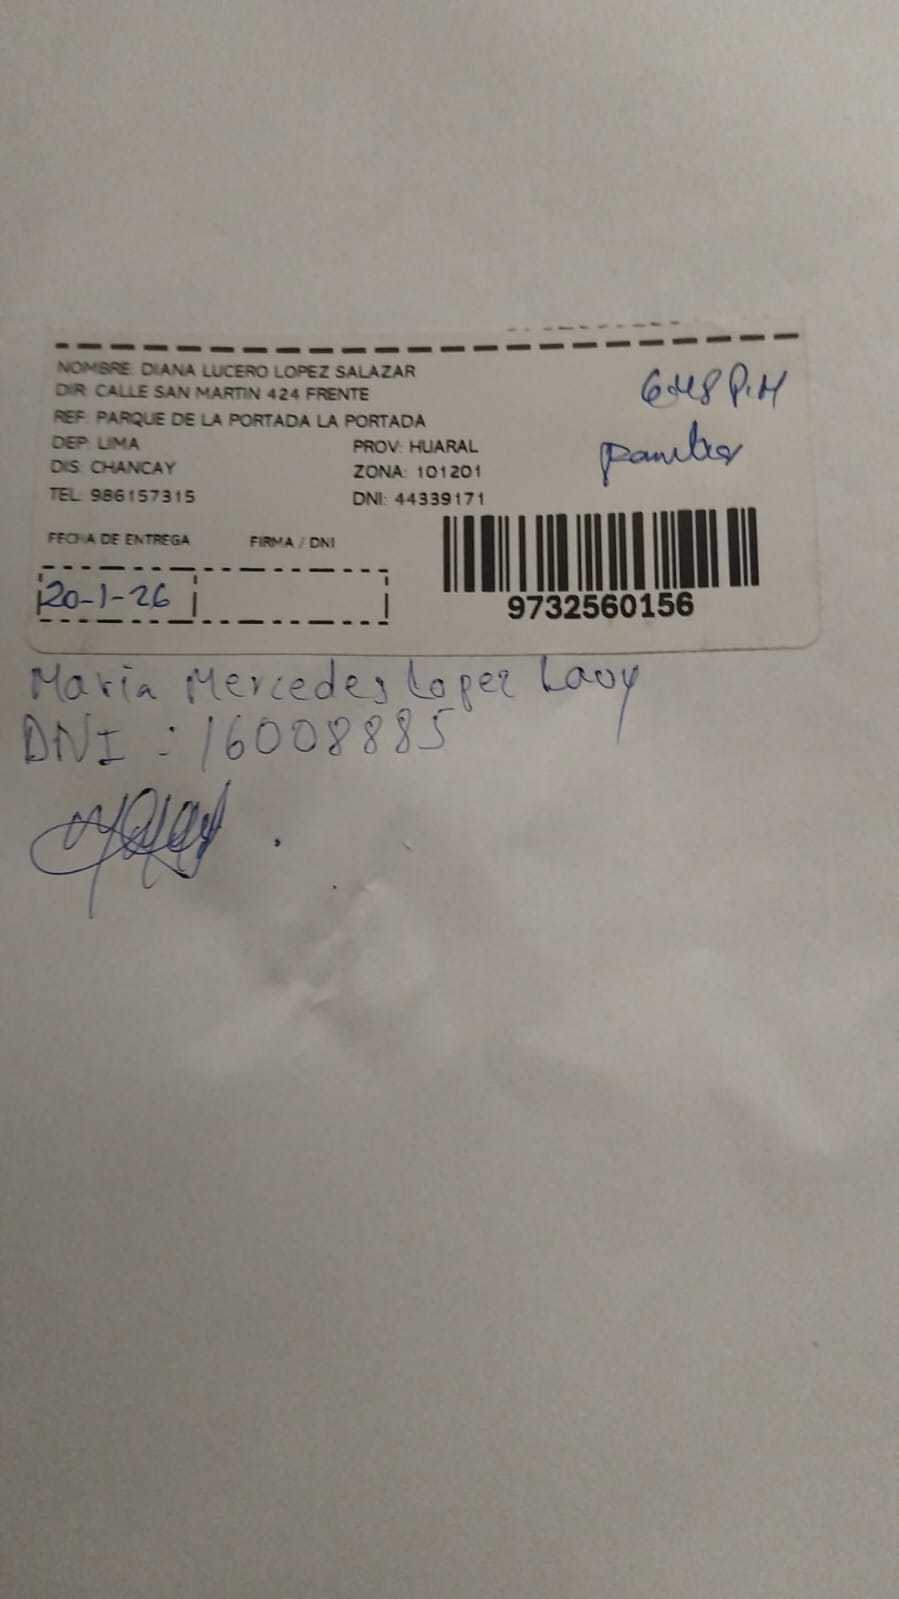 NOMBRE: DIANA LUCERO LOPEZ SALAZAR
DIR: CALLE SAN MARTIN 424 FRENTE
REF: PARQUE DE LA PORTADA LA PORTADA
DEP: LIMA PROV: HUARAL
DIS: CHANCAY ZONA: 101201
TEL: 986157315 DNI: 44339171
P.M
FECHA DE ENTREGA FIRMA / DNI
20-1-26
9732560156
Maria Mercedes Lopez
DNI : 16008885